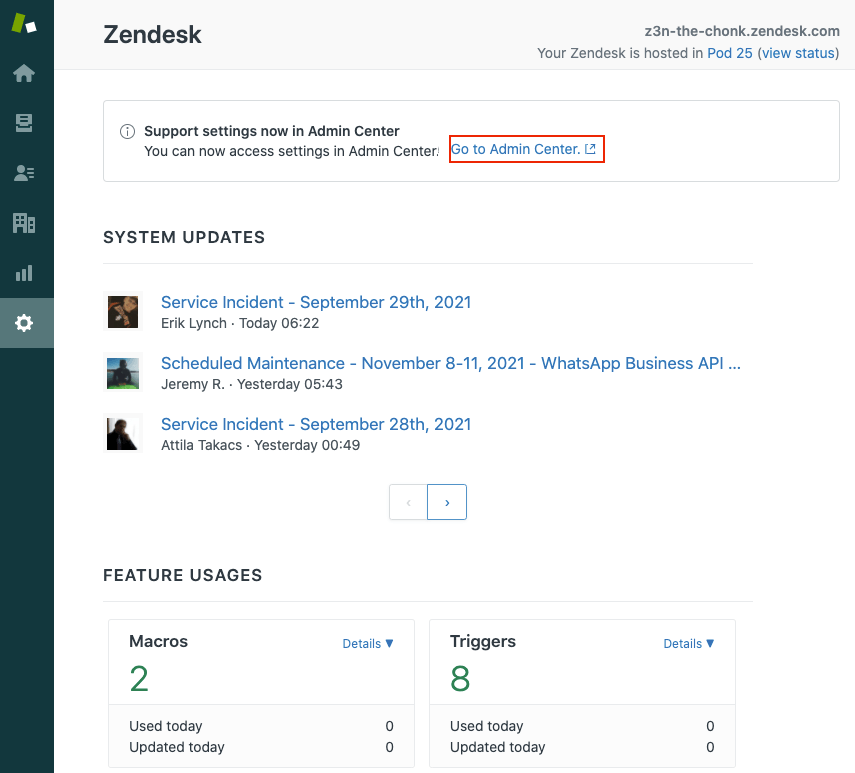 Zendesk
z3n-the-chonk.zendesk.com
Your Zendesk is hosted in Pod 25 (view status)
Support settings now in Admin Center
You can now access settings in Admin Center. Go to Admin Center.
SYSTEM UPDATES
Service Incident - September 29th, 2021
Erik Lynch · Today 06:22
Scheduled Maintenance - November 8-11, 2021 - WhatsApp Business API ...
Jeremy R. · Yesterday 05:43
Service Incident - September 28th, 2021
Attila Takacs · Yesterday 00:49
‹ ›
FEATURE USAGES
Macros Details ▼
2
Used today 0
Updated today 0
Triggers Details ▼
8
Used today 0
Updated today 0